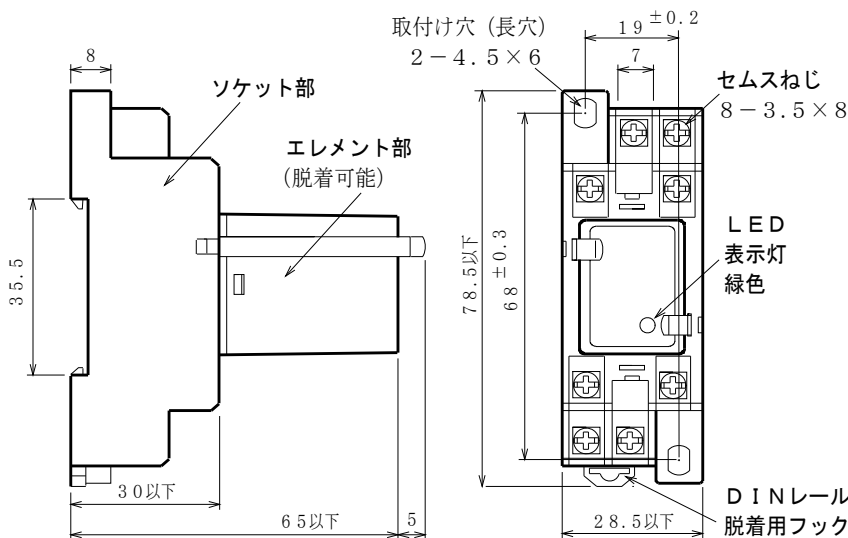 8
ソケット部
エレメント部
(脱着可能)
35.5
30以下
65以下
5
取付け穴 (長穴)
2-4.5×6
19±0.2
7
セムスねじ
8-3.5×8
78.5以下
68±0.3
LED
表示灯
緑色
28.5以下
DINレール
脱着用フック